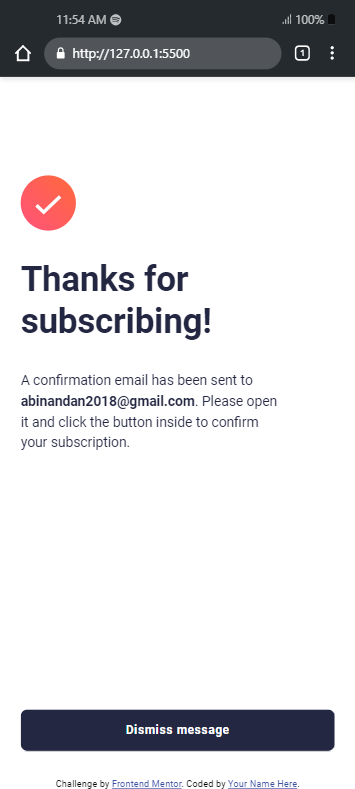 11:54 AM
100%
http://127.0.0.1:5500
1
Thanks for
subscribing!
A confirmation email has been sent to
abinandan2018@gmail.com. Please open
it and click the button inside to confirm
your subscription.
Dismiss message
Challenge by Frontend Mentor. Coded by Your Name Here.